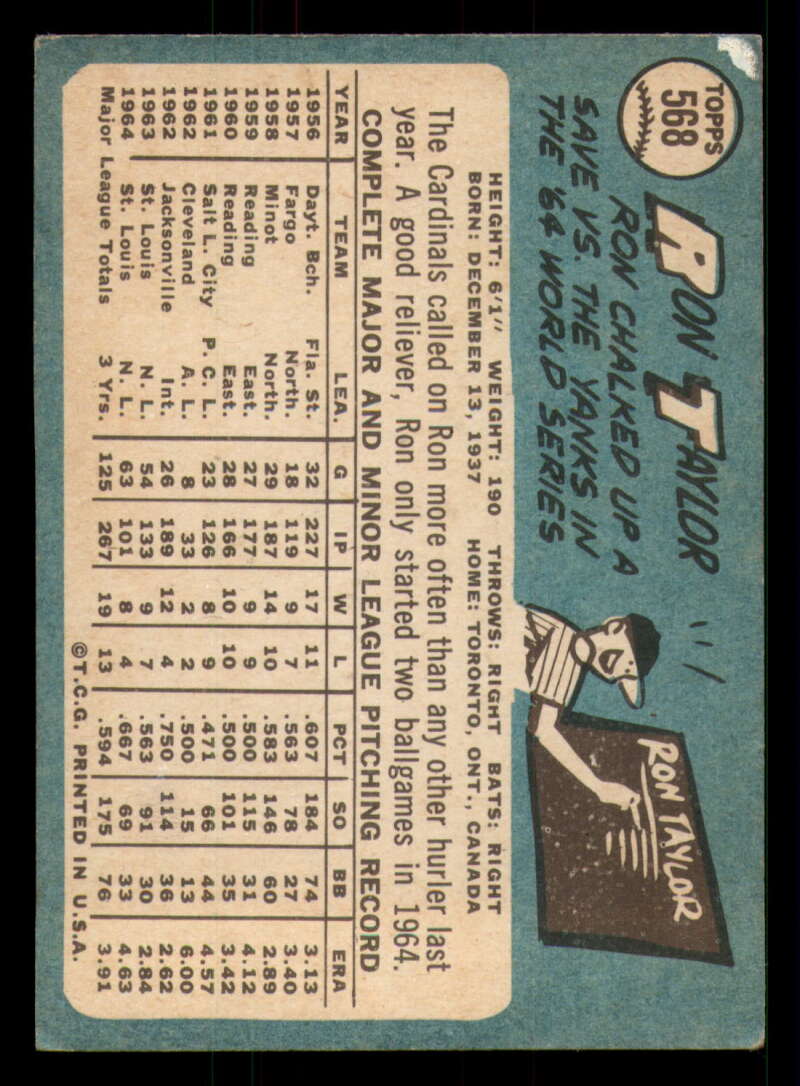 TOPPS
568
RON TAYLOR
RON CHALKED UP A
SAVE VS. THE YANKS IN
THE '64 WORLD SERIES
RON TAYLOR
HEIGHT: 6'1" WEIGHT: 190 THROWS: RIGHT BATS: RIGHT
BORN: DECEMBER 13, 1937 HOME: TORONTO, ONT., CANADA
The Cardinals called on Ron more often than any other hurler last
year. A good reliever, Ron only started two ballgames in 1964.
COMPLETE MAJOR AND MINOR LEAGUE PITCHING RECORD
YEAR TEAM LEA. G IP W L PCT SO BB ERA
1956 Dayt. Bch. Fla. St. 32 227 17 11 .607 184 74 3.13
1957 Fargo North. 18 119 9 7 .563 78 27 3.40
1958 Minot North. 29 187 14 10 .583 146 60 2.89
1959 Reading East. 27 177 9 9 .500 115 31 4.12
1960 Reading East. 28 166 10 10 .500 101 35 3.42
1961 Salt L. City P. C. L. 23 126 8 9 .471 66 44 4.57
1962 Cleveland A. L. 8 33 2 2 .500 15 13 6.00
1962 Jacksonville Int. 26 189 12 4 .750 114 36 2.62
1963 St. Louis N. L. 54 133 9 7 .563 91 30 2.84
1964 St. Louis N. L. 63 101 8 4 .667 69 33 4.63
Major League Totals 3 Yrs. 125 267 19 13 .594 175 76 3.91
©T.C.G. PRINTED IN U.S.A.